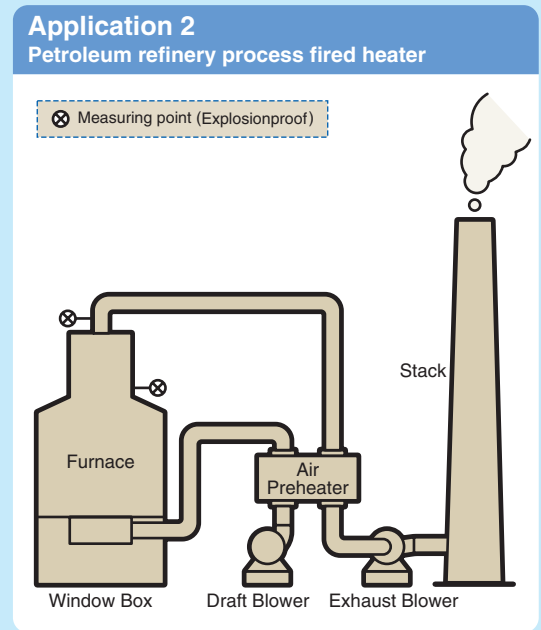 Application 2
Petroleum refinery process fired heater
Measuring point (Explosionproof)
Stack
Furnace
Air
Preheater
Window Box
Draft Blower
Exhaust Blower